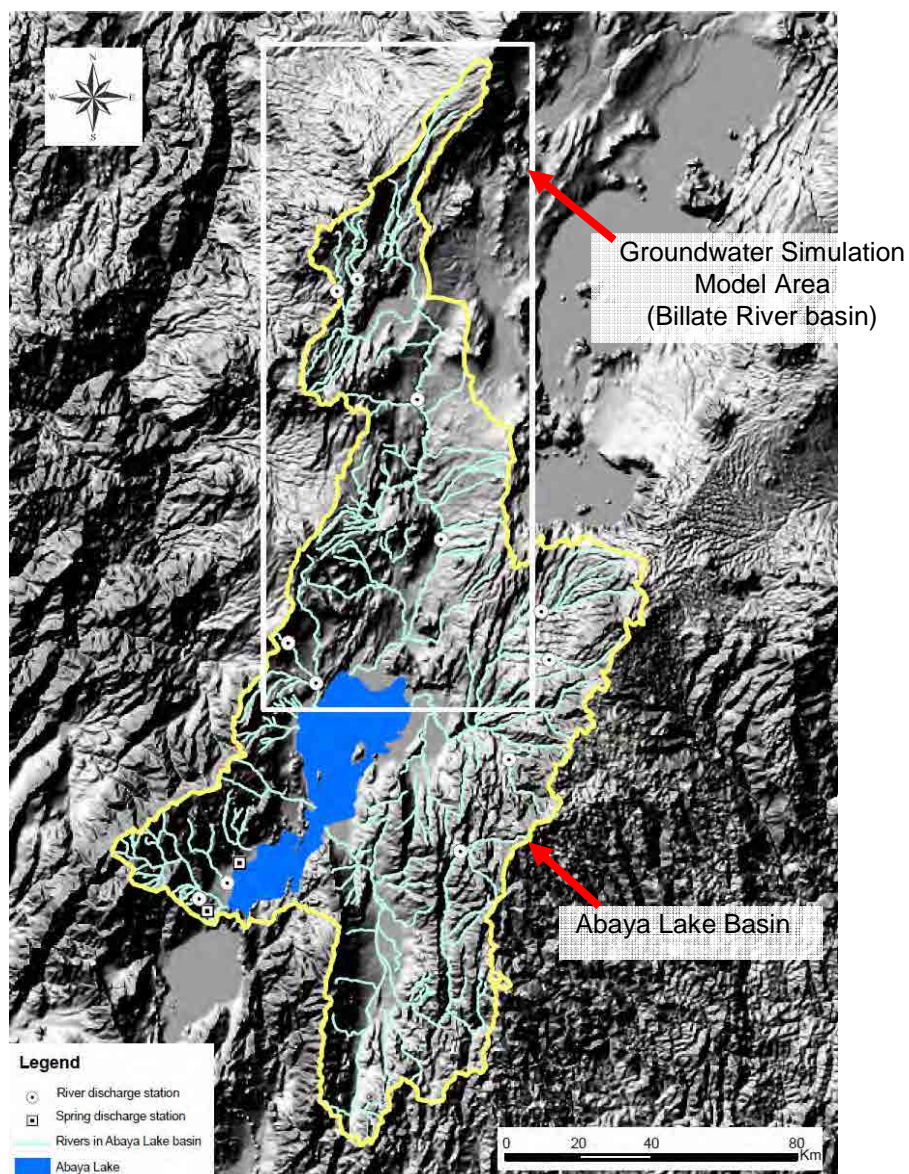 N
W E
S
Groundwater Simulation
Model Area
(Billate River basin)
Abaya Lake Basin
Legend
River discharge station
Spring discharge station
Rivers in Abaya Lake basin
Abaya Lake
0 20 40 80
Km